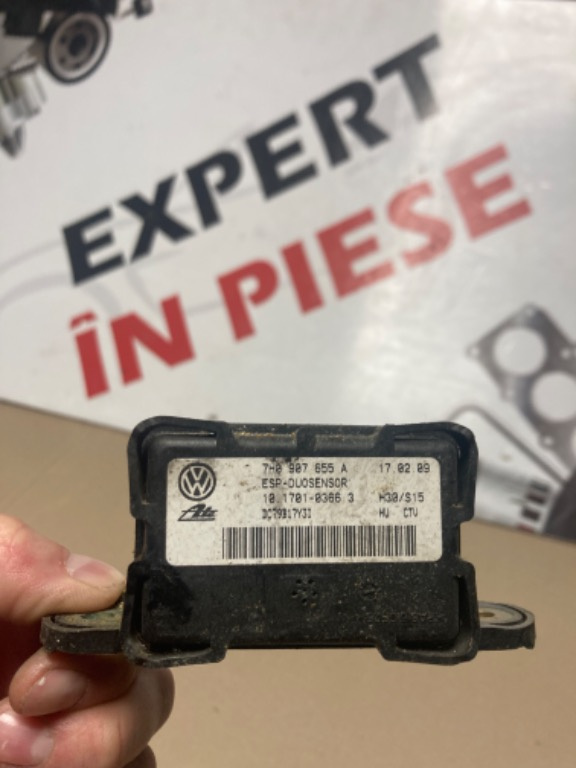 EXPERT
ÎN PIESE
7H0 907 655 A 17.02.09
ESP-DUOSENSOR
10.1701-0366.3 H30/S15
Ate HU CTU